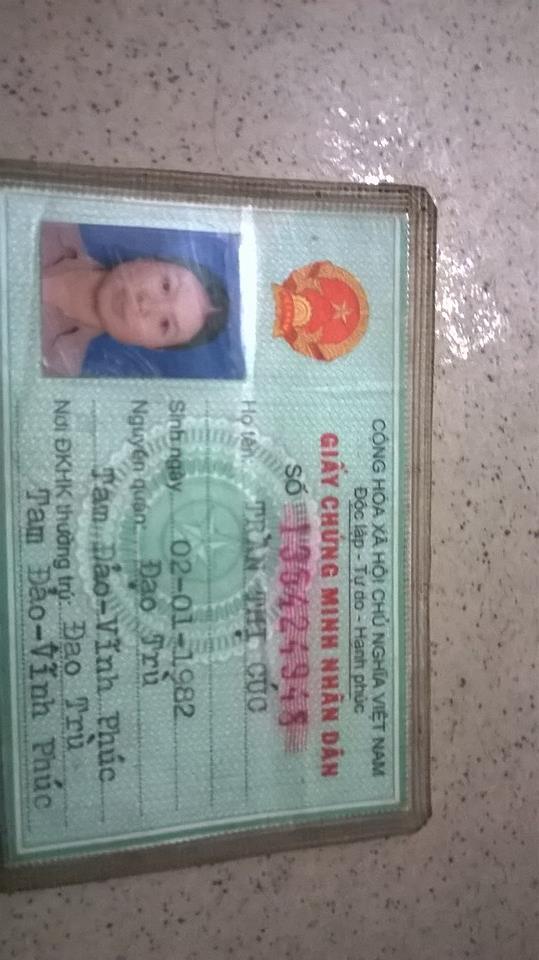 CỘNG HÒA XÃ HỘI CHỦ NGHĨA VIỆT NAM
Độc lập - Tự do - Hạnh phúc
GIẤY CHỨNG MINH NHÂN DÂN
SỐ
Họ tên: TRẦN THỊ CÚC
Sinh ngày 02-01-1982
Nguyên quán Đạo Trù
Tam Đảo-Vĩnh Phúc
Nơi ĐKHK thường trú: Đạo Trù
Tam Đảo-Vĩnh Phúc